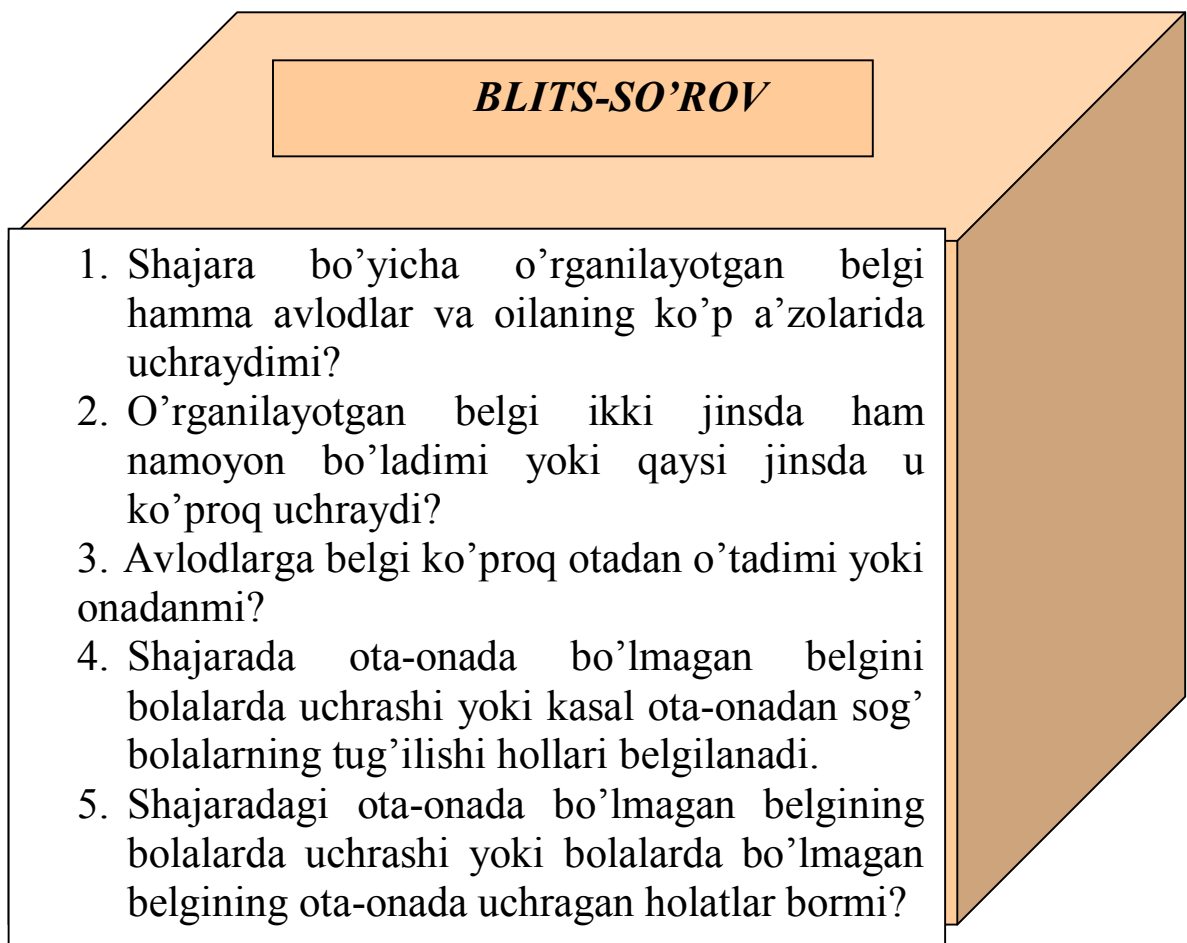 BLITS-SO’ROV
1. Shajara bo’yicha o’rganilayotgan belgi
hamma avlodlar va oilaning ko’p a’zolarida
uchraydimi?
2. O’rganilayotgan belgi ikki jinsda ham
namoyon bo’ladimi yoki qaysi jinsda u
ko’proq uchraydi?
3. Avlodlarga belgi ko’proq otadan o’tadimi yoki
onadanmi?
4. Shajarada ota-onada bo’lmagan belgini
bolalarda uchrashi yoki kasal ota-onadan sog’
bolalarning tug’ilishi hollari belgilanadi.
5. Shajaradagi ota-onada bo’lmagan belgining
bolalarda uchrashi yoki bolalarda bo’lmagan
belgining ota-onada uchragan holatlar bormi?